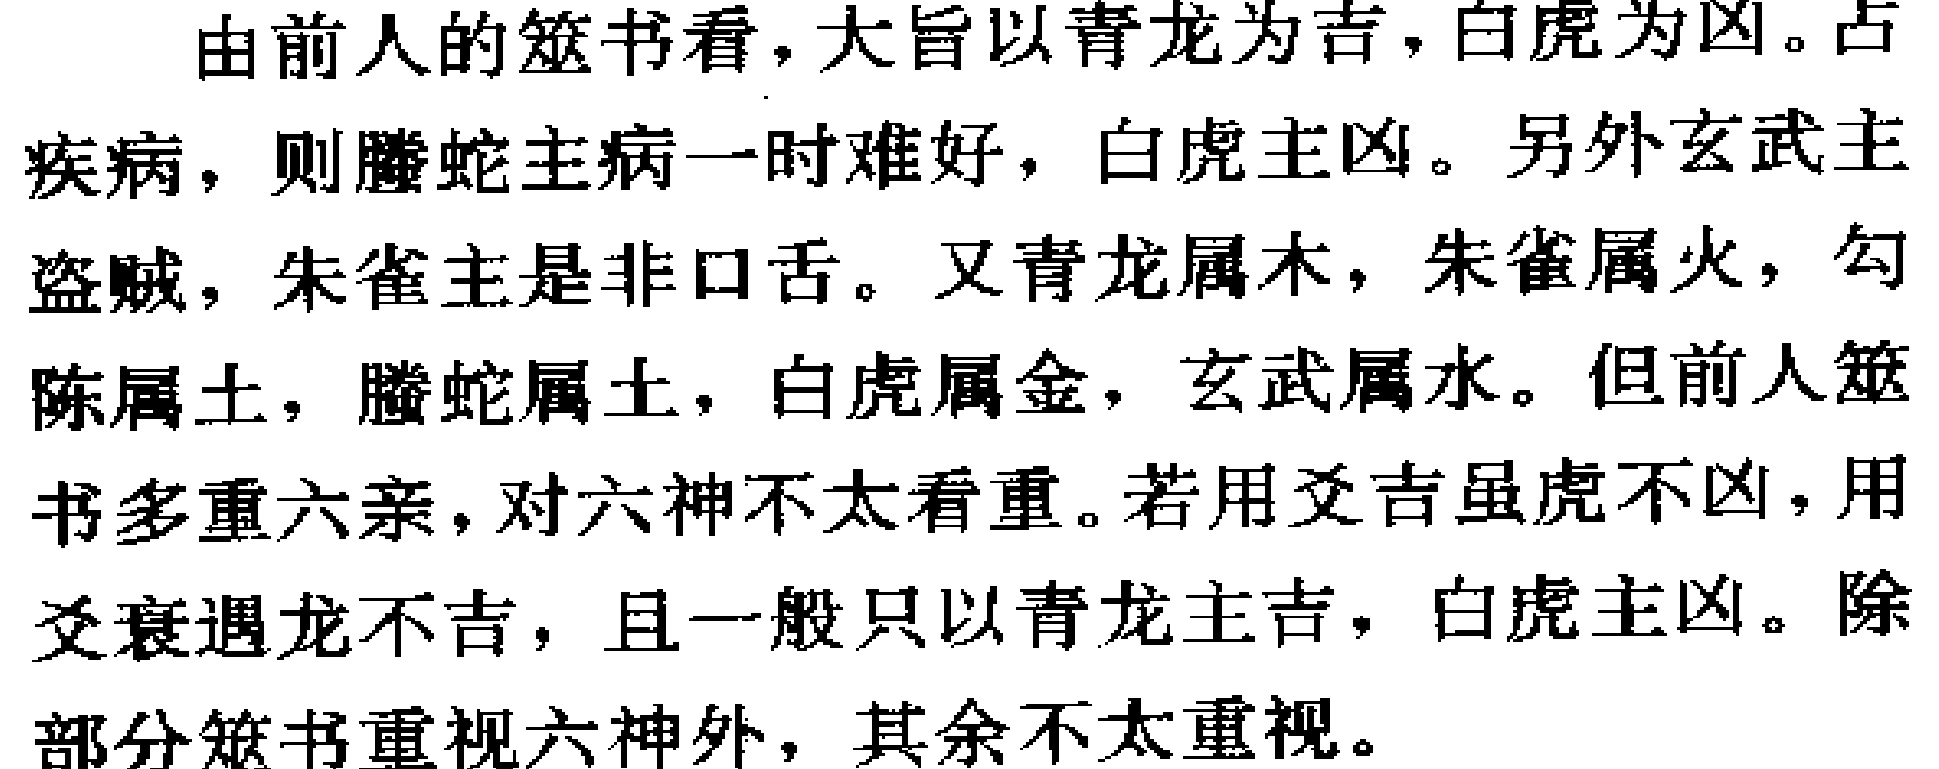 由前人的筮书看，大旨以青龙为吉，白虎为凶。占
疾病，则螣蛇主病一时难好，白虎主凶。另外玄武主
盗贼，朱雀主是非口舌。又青龙属木，朱雀属火，勾
陈属土，螣蛇属土，白虎属金，玄武属水。但前人筮
书多重六亲，对六神不太看重。若用爻吉虽虎不凶，用
爻衰遇龙不吉，且一般只以青龙主吉，白虎主凶。除
部分筮书重视六神外，其余不太重视。